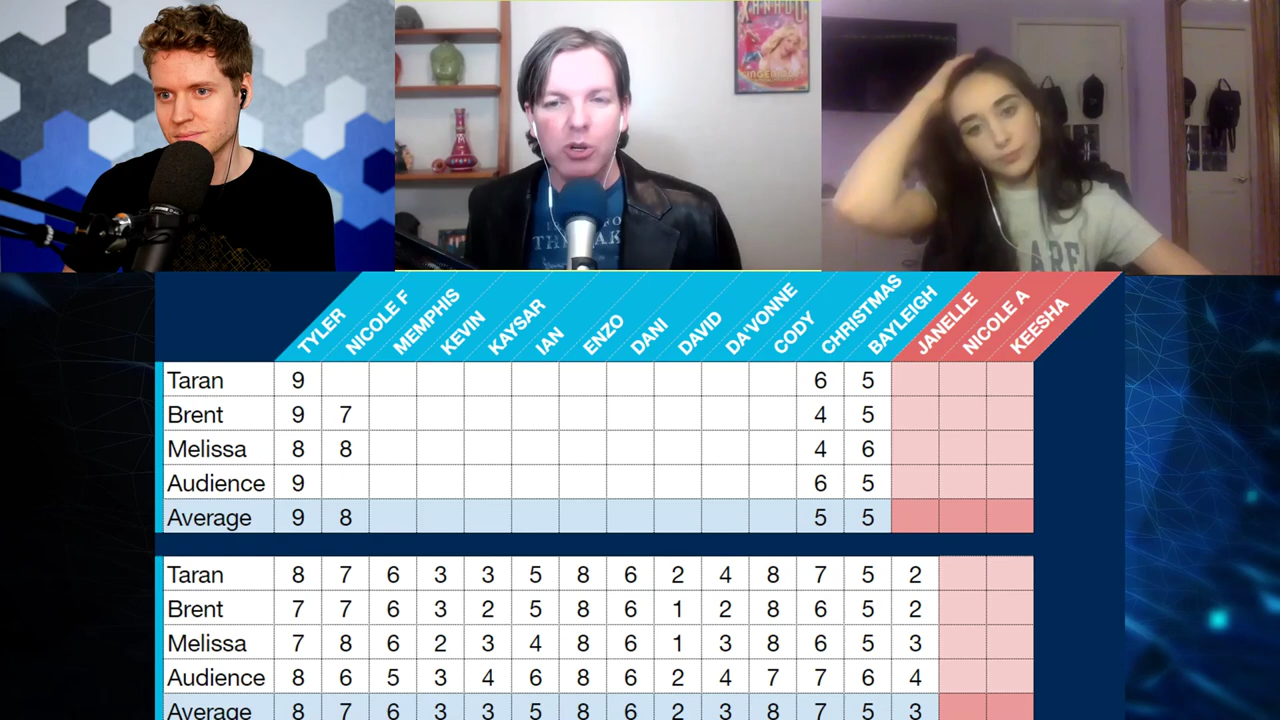 XANADU
TYLER NICOLE F MEMPHIS KEVIN KAYSAR IAN ENZO DANI DAVID DA'VONNE CODY CHRISTMAS BAYLEIGH JANELLE NICOLE A KEESHA
Taran 9 6 5
Brent 9 7 4 5
Melissa 8 8 4 6
Audience 9 6 5
Average 9 8 5 5
Taran 8 7 6 3 3 5 8 6 2 4 8 7 5 2
Brent 7 7 6 3 2 5 8 6 1 2 8 6 5 2
Melissa 7 8 6 2 3 4 8 6 1 3 8 6 5 3
Audience 8 6 5 3 4 6 8 6 2 4 7 7 6 4
Average 8 7 6 3 3 5 8 6 2 3 8 7 5 3